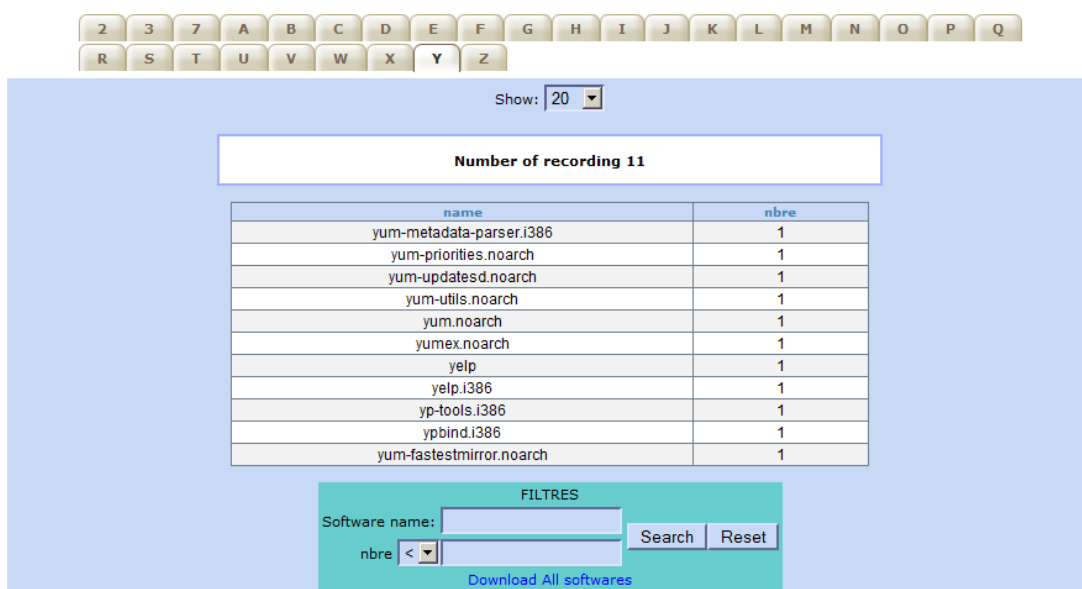 2 3 7 A B C D E F G H I J K L M N O P Q
R S T U V W X Y Z
Show: 20
Number of recording 11
name nbre
yum-metadata-parser.i386 1
yum-priorities.noarch 1
yum-updatesd.noarch 1
yum-utils.noarch 1
yum.noarch 1
yumex.noarch 1
yelp 1
yelp.i386 1
yp-tools.i386 1
ypbind.i386 1
yum-fastestmirror.noarch 1
FILTRES
Software name:
Search Reset
nbre <
Download All softwares